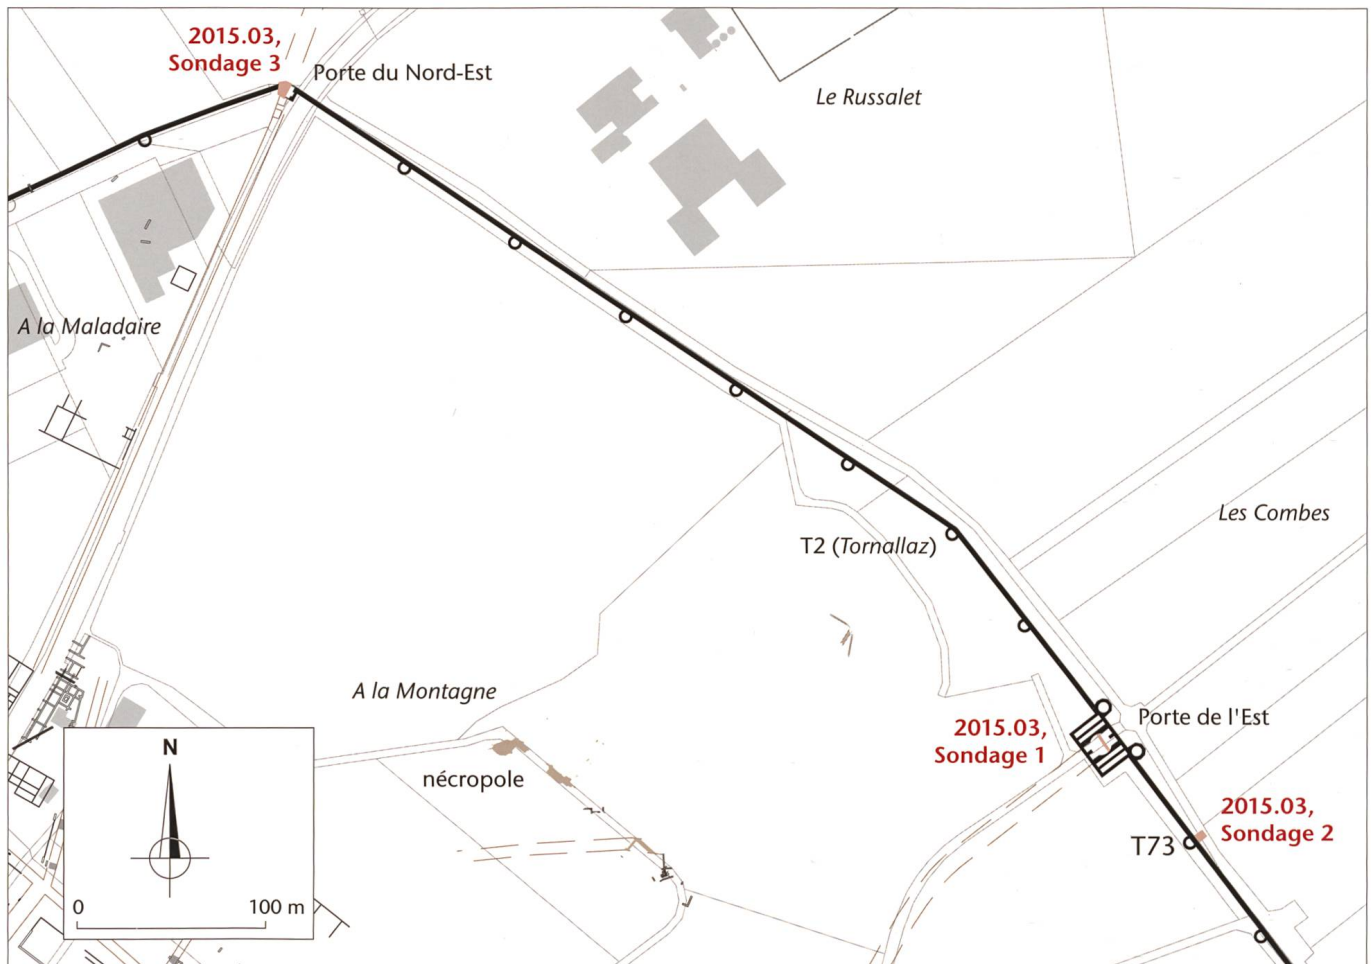 2015.03,
Sondage 3
Porte du Nord-Est
Le Russalet
A la Maladaire
Les Combes
T2 (Tornallaz)
A la Montagne
2015.03,
Sondage 1
Porte de l'Est
nécropole
2015.03,
Sondage 2
T73
N
0 100 m